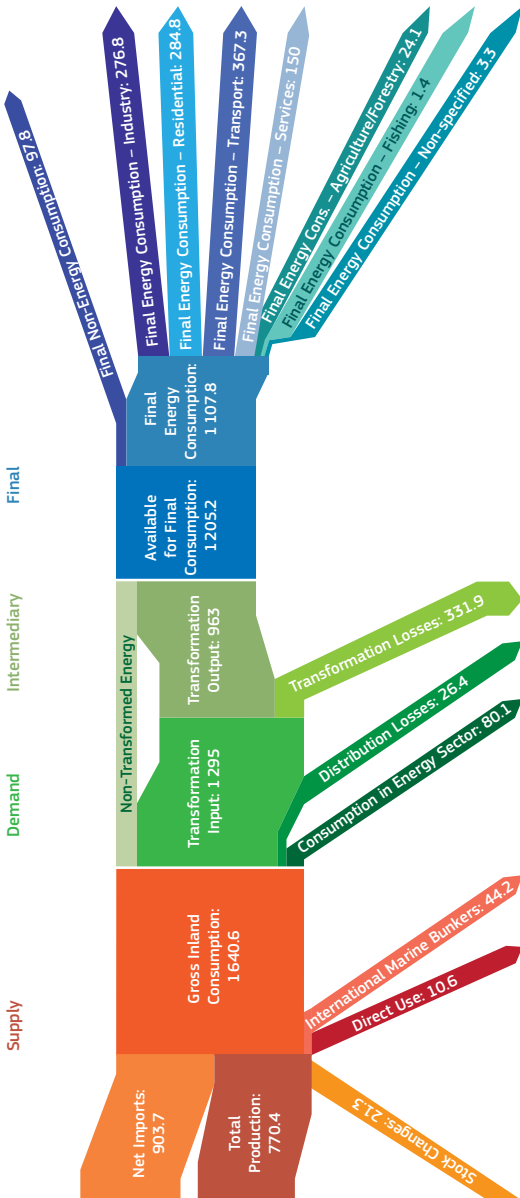 Supply
Demand
Intermediary
Final
Net Imports:
903.7
Total
Production:
770.4
Stock Changes: 21.3
Gross Inland
Consumption:
1 640.6
Direct Use: 10.6
International Marine Bunkers: 44.2
Non-Transformed Energy
Transformation
Input: 1 295
Consumption in Energy Sector: 80.1
Distribution Losses: 26.4
Transformation
Output: 963
Transformation Losses: 331.9
Available
for Final
Consumption:
1 205.2
Final
Energy
Consumption:
1 107.8
Final Non-Energy Consumption: 97.8
Final Energy Consumption – Industry: 276.8
Final Energy Consumption – Residential: 284.8
Final Energy Consumption – Transport: 367.3
Final Energy Consumption – Services: 150
Final Energy Cons. – Agriculture/Forestry: 24.1
Final Energy Consumption – Fishing: 1.4
Final Energy Consumption – Non-specified: 3.3